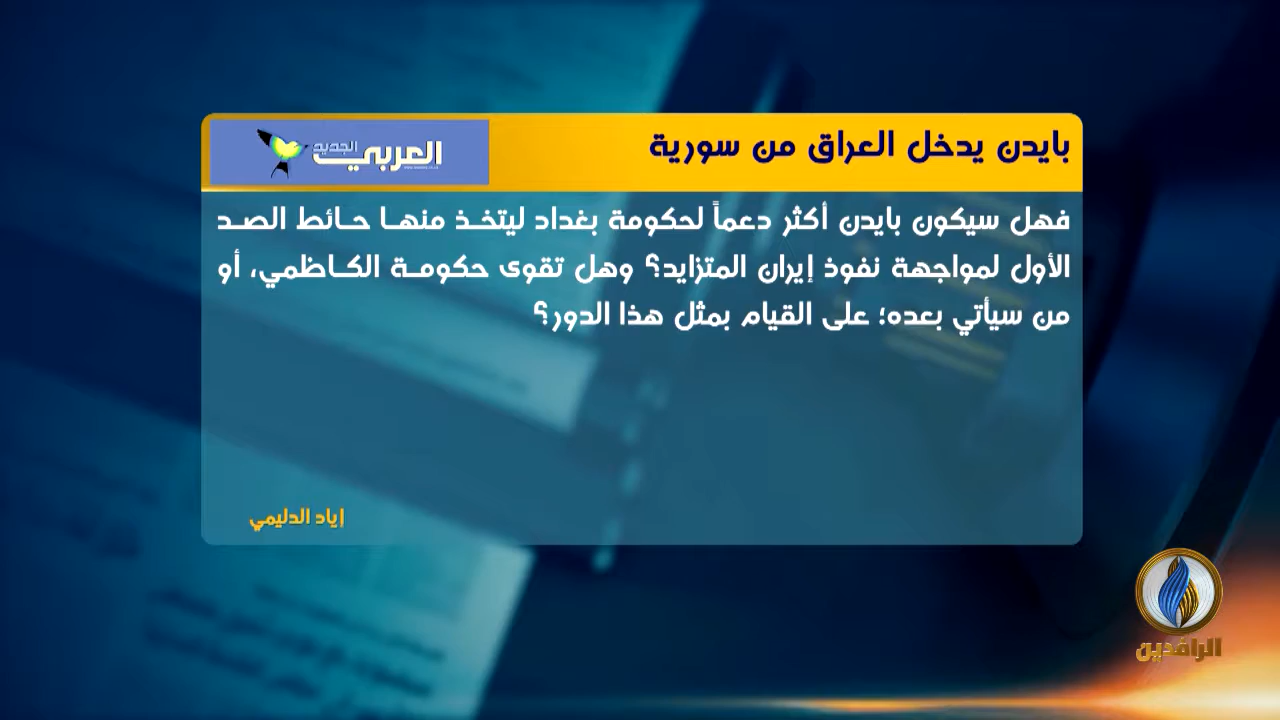 بايدن يدخل العراق من سورية
العربي الجديد
فهل سيكون بايدن أكثر دعماً لحكومة بغداد ليتخذ منها حائط الصد
الأول لمواجهة نفوذ إيران المتزايد؟ وهل تقوى حكومة الكاظمي، أو
من سيأتي بعده؛ على القيام بمثل هذا الدور؟
إياد الدليمي
الرافدين